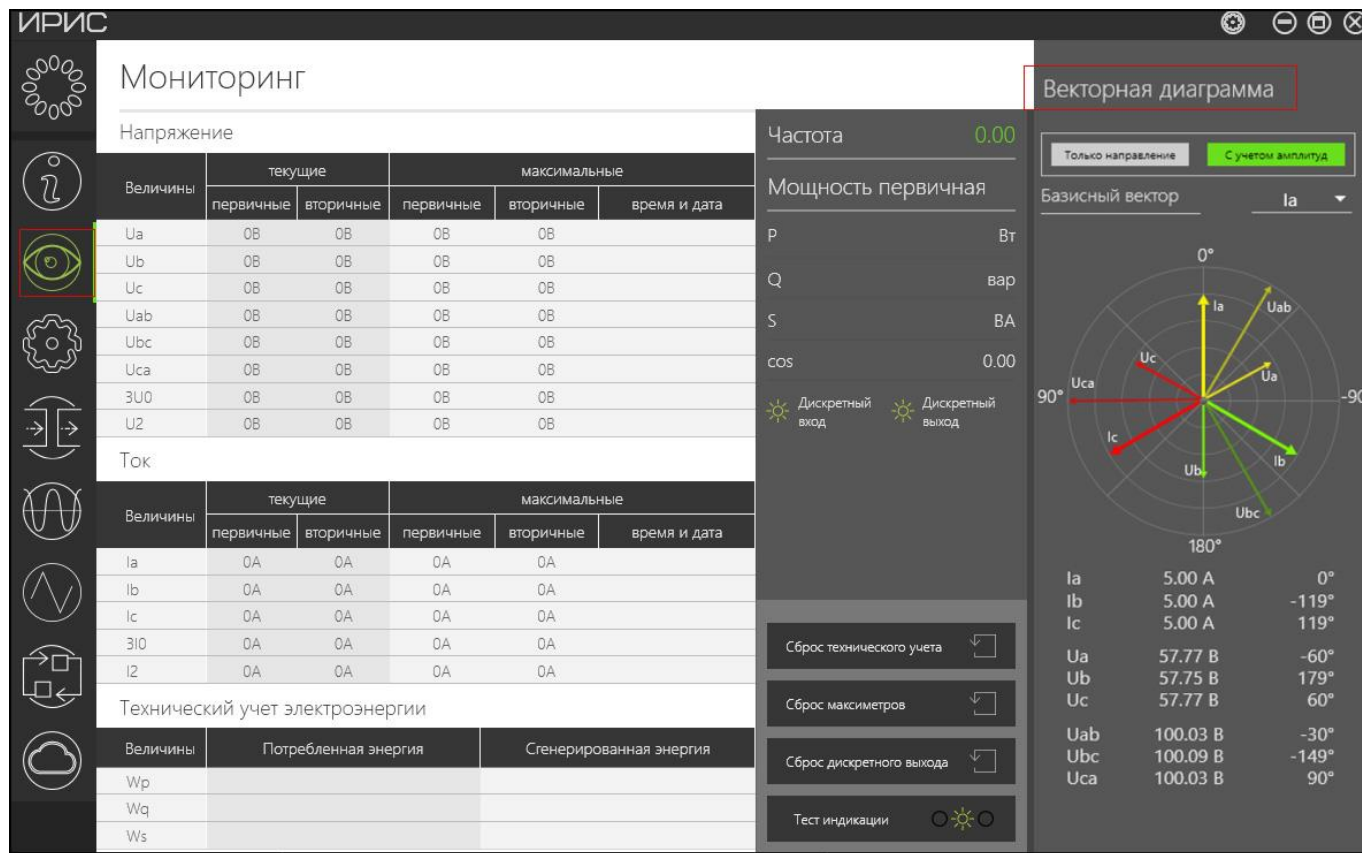 ИРИС
Мониторинг
Напряжение
Величины текущие максимальные
первичные вторичные первичные вторичные время и дата
Ua 0В 0В 0В 0В
Ub 0В 0В 0В 0В
Uc 0В 0В 0В 0В
Uab 0В 0В 0В 0В
Ubc 0В 0В 0В 0В
Uca 0В 0В 0В 0В
3U0 0В 0В 0В 0В
U2 0В 0В 0В 0В
Ток
Величины текущие максимальные
первичные вторичные первичные вторичные время и дата
Ia 0А 0А 0А 0А
Ib 0А 0А 0А 0А
Ic 0А 0А 0А 0А
3I0 0А 0А 0А 0А
I2 0А 0А 0А 0А
Технический учет электроэнергии
Величины Потребленная энергия Сгенерированная энергия
Wp
Wq
Ws
Частота 0.00
Мощность первичная
P Вт
Q вар
S ВА
cos 0.00
Дискретный вход
Дискретный выход
Сброс технического учета
Сброс максиметров
Сброс дискретного выхода
Тест индикации
Векторная диаграмма
Только направление С учетом амплитуд
Базисный вектор Ia
0°
Ia Uab
Uc Ua
Uca
90° -90
Ic Ib
Ub
Ubc
180°
Ia 5.00 А 0°
Ib 5.00 А -119°
Ic 5.00 А 119°
Ua 57.77 В -60°
Ub 57.75 В 179°
Uc 57.77 В 60°
Uab 100.03 В -30°
Ubc 100.09 В -149°
Uca 100.03 В 90°